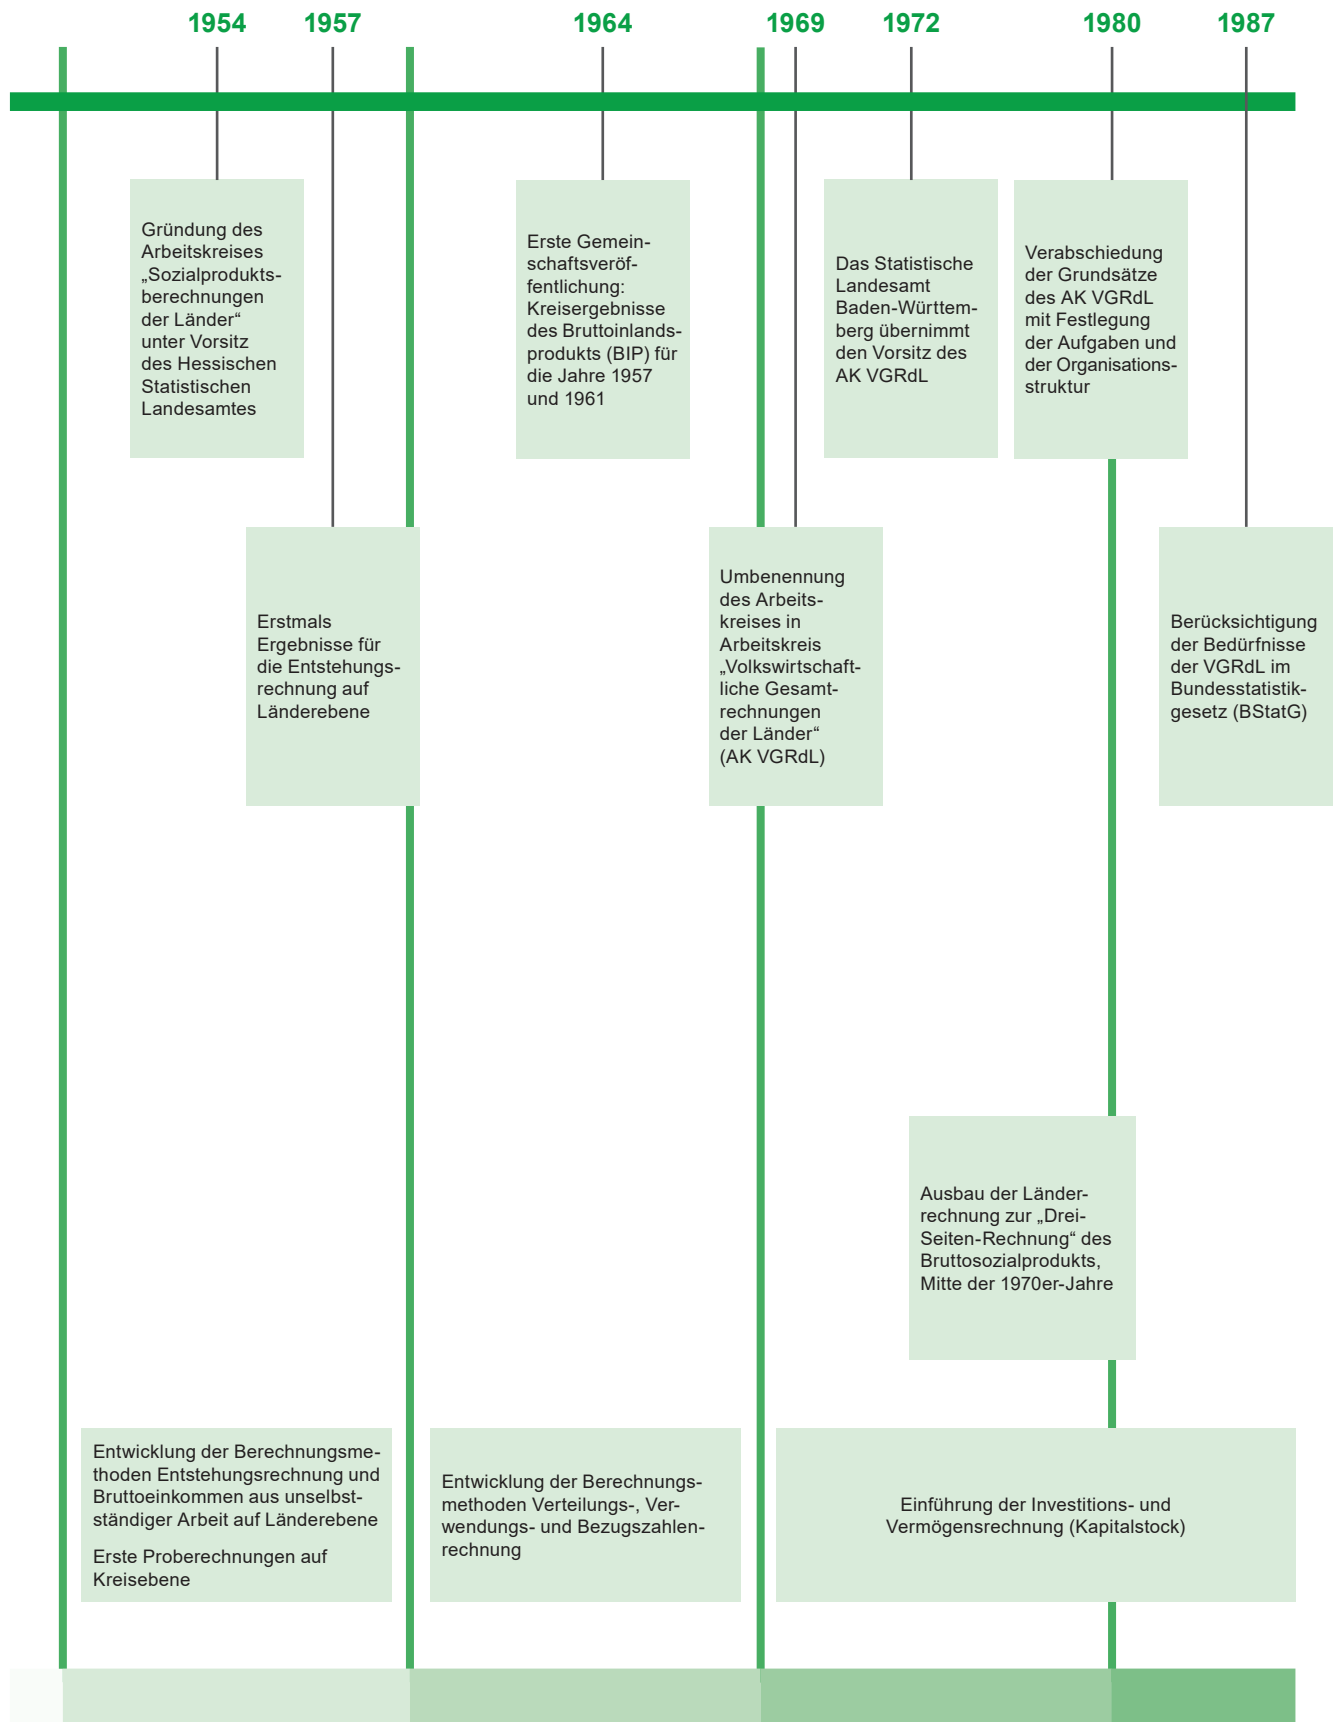 1954 1957 1964 1969 1972 1980 1987
Gründung des
Arbeitskreises
„Sozialprodukts-
berechnungen
der Länder“
unter Vorsitz
des Hessischen
Statistischen
Landesamtes
Erste Gemein-
schaftsveröf-
fentlichung:
Kreisergebnisse
des Bruttoinlands-
produkts (BIP) für
die Jahre 1957
und 1961
Das Statistische
Landesamt
Baden-Württem-
berg übernimmt
den Vorsitz des
AK VGRdL
Verabschiedung
der Grundsätze
des AK VGRdL
mit Festlegung
der Aufgaben und
der Organisations-
struktur
Erstmals
Ergebnisse für
die Entstehungs-
rechnung auf
Länderebene
Umbenennung
des Arbeits-
kreises in
Arbeitskreis
„Volkswirtschaft-
liche Gesamt-
rechnungen
der Länder“
(AK VGRdL)
Berücksichtigung
der Bedürfnisse
der VGRdL im
Bundesstatistik-
gesetz (BStatG)
Ausbau der Länder-
rechnung zur „Drei-
Seiten-Rechnung“ des
Bruttosozialprodukts,
Mitte der 1970er-Jahre
Entwicklung der Berechnungsme-
thoden Entstehungsrechnung und
Bruttoeinkommen aus unselbst-
ständiger Arbeit auf Länderebene
Erste Proberechnungen auf
Kreisebene
Entwicklung der Berechnungs-
methoden Verteilungs-, Ver-
wendungs- und Bezugszahlen-
rechnung
Einführung der Investitions- und
Vermögensrechnung (Kapitalstock)